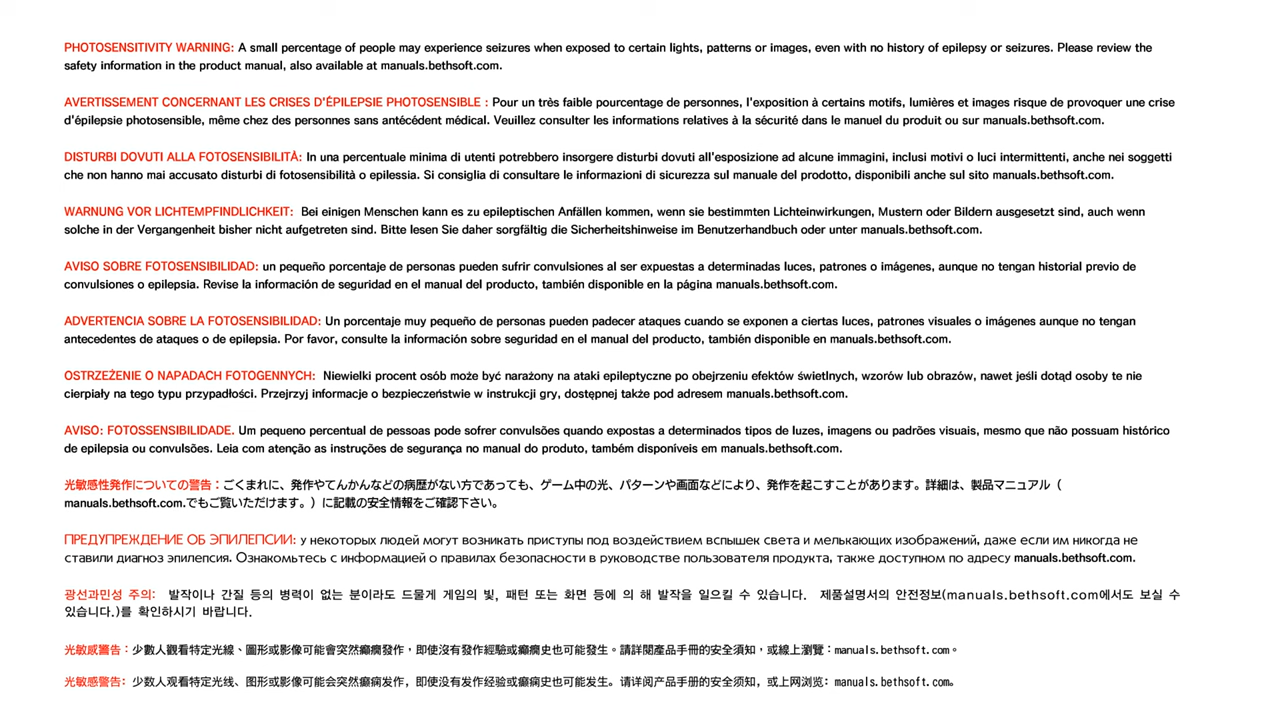 PHOTOSENSITIVITY WARNING: A small percentage of people may experience seizures when exposed to certain lights, patterns or images, even with no history of epilepsy or seizures. Please review the
safety information in the product manual, also available at manuals.bethsoft.com.
AVERTISSEMENT CONCERNANT LES CRISES D'ÉPILEPSIE PHOTOSENSIBLE : Pour un très faible pourcentage de personnes, l'exposition à certains motifs, lumières et images risque de provoquer une crise
d'épilepsie photosensible, même chez des personnes sans antécédent médical. Veuillez consulter les informations relatives à la sécurité dans le manuel du produit ou sur manuals.bethsoft.com.
DISTURBI DOVUTI ALLA FOTOSENSIBILITÀ: In una percentuale minima di utenti potrebbero insorgere disturbi dovuti all'esposizione ad alcune immagini, inclusi motivi o luci intermittenti, anche nei soggetti
che non hanno mai accusato disturbi di fotosensibilità o epilessia. Si consiglia di consultare le informazioni di sicurezza sul manuale del prodotto, disponibili anche sul sito manuals.bethsoft.com.
WARNUNG VOR LICHTEMPFINDLICHKEIT: Bei einigen Menschen kann es zu epileptischen Anfällen kommen, wenn sie bestimmten Lichteinwirkungen, Mustern oder Bildern ausgesetzt sind, auch wenn
solche in der Vergangenheit bisher nicht aufgetreten sind. Bitte lesen Sie daher sorgfältig die Sicherheitshinweise im Benutzerhandbuch oder unter manuals.bethsoft.com.
AVISO SOBRE FOTOSENSIBILIDAD: un pequeño porcentaje de personas pueden sufrir convulsiones al ser expuestas a determinadas luces, patrones o imágenes, aunque no tengan historial previo de
convulsiones o epilepsia. Revise la información de seguridad en el manual del producto, también disponible en la página manuals.bethsoft.com.
ADVERTENCIA SOBRE LA FOTOSENSIBILIDAD: Un porcentaje muy pequeño de personas pueden padecer ataques cuando se exponen a ciertas luces, patrones visuales o imágenes aunque no tengan
antecedentes de ataques o de epilepsia. Por favor, consulte la información sobre seguridad en el manual del producto, también disponible en manuals.bethsoft.com.
OSTRZEŻENIE O NAPADACH FOTOGENNYCH: Niewielki procent osób może być narażony na ataki epileptyczne po obejrzeniu efektów świetlnych, wzorów lub obrazów, nawet jeśli dotąd osoby te nie
cierpiały na tego typu przypadłości. Przejrzyj informacje o bezpieczeństwie w instrukcji gry, dostępnej także pod adresem manuals.bethsoft.com.
AVISO: FOTOSSENSIBILIDADE. Um pequeno percentual de pessoas pode sofrer convulsões quando expostas a determinados tipos de luzes, imagens ou padrões visuais, mesmo que não possuam histórico
de epilepsia ou convulsões. Leia com atenção as instruções de segurança no manual do produto, também disponíveis em manuals.bethsoft.com.
光敏感性発作についての警告：ごくまれに、発作やてんかんなどの病歴がない方であっても、ゲーム中の光、パターンや画面などにより、発作を起こすことがあります。詳細は、製品マニュアル（
manuals.bethsoft.com.でもご覧いただけます。）に記載の安全情報をご確認下さい。
ПРЕДУПРЕЖДЕНИЕ ОБ ЭПИЛЕПСИИ: у некоторых людей могут возникать приступы под воздействием вспышек света и мелькающих изображений, даже если им никогда не
ставили диагноз эпилепсия. Ознакомьтесь с информацией о правилах безопасности в руководстве пользователя продукта, также доступном по адресу manuals.bethsoft.com.
광선과민성 주의: 발작이나 간질 등의 병력이 없는 분이라도 드물게 게임의 빛, 패턴 또는 화면 등에 의 해 발작을 일으킬 수 있습니다. 제품설명서의 안전정보(manuals.bethsoft.com에서도 보실 수
있습니다.)를 확인하시기 바랍니다.
光敏感警告：少數人觀看特定光線、圖形或影像可能會突然癲癇發作，即使沒有發作經驗或癲癇史也可能發生。請詳閱產品手冊的安全須知，或線上瀏覽：manuals.bethsoft.com。
光敏感警告：少数人观看特定光线、图形或影像可能会突然癫痫发作，即使没有发作经验或癫痫史也可能发生。请详阅产品手册的安全须知，或上网浏览：manuals.bethsoft.com。